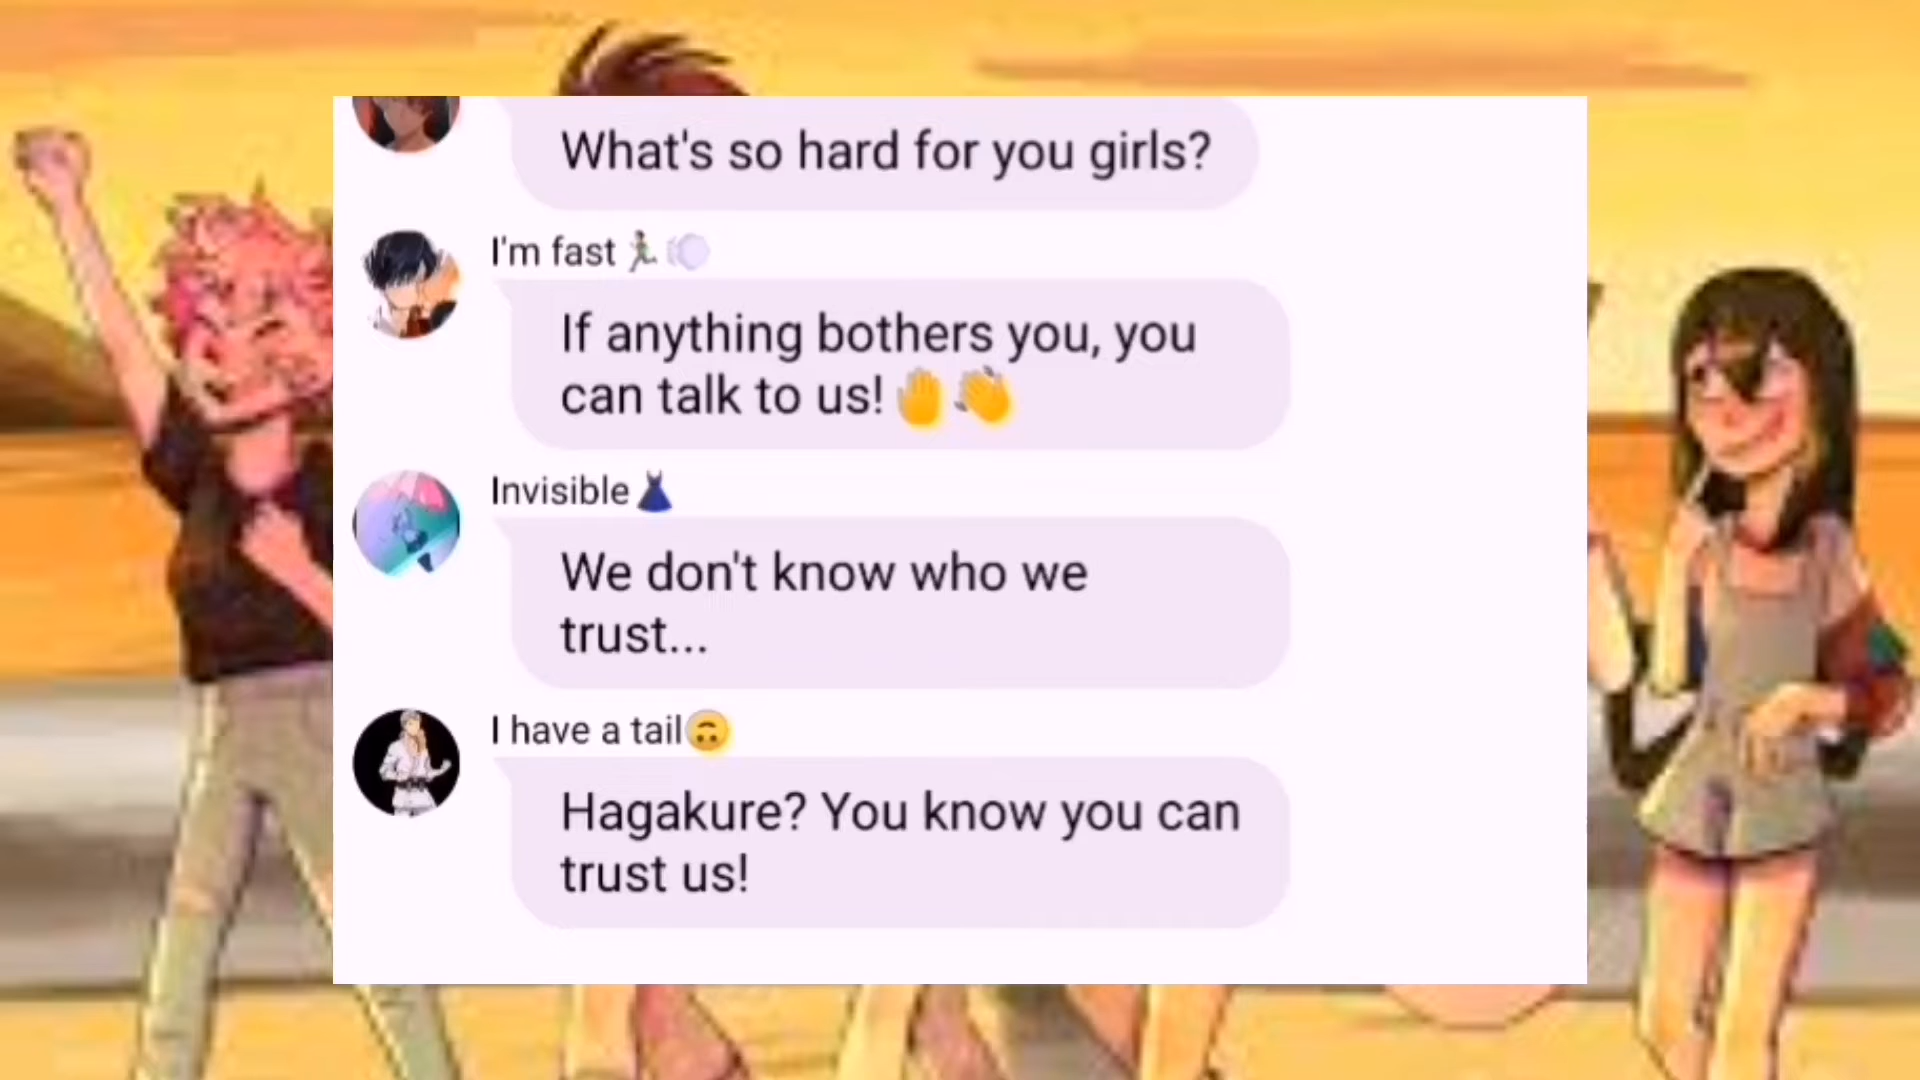 What's so hard for you girls?
I'm fast🏃💨
If anything bothers you, you
can talk to us!🤚👏
Invisible👗
We don't know who we
trust...
I have a tail🙃
Hagakure? You know you can
trust us!